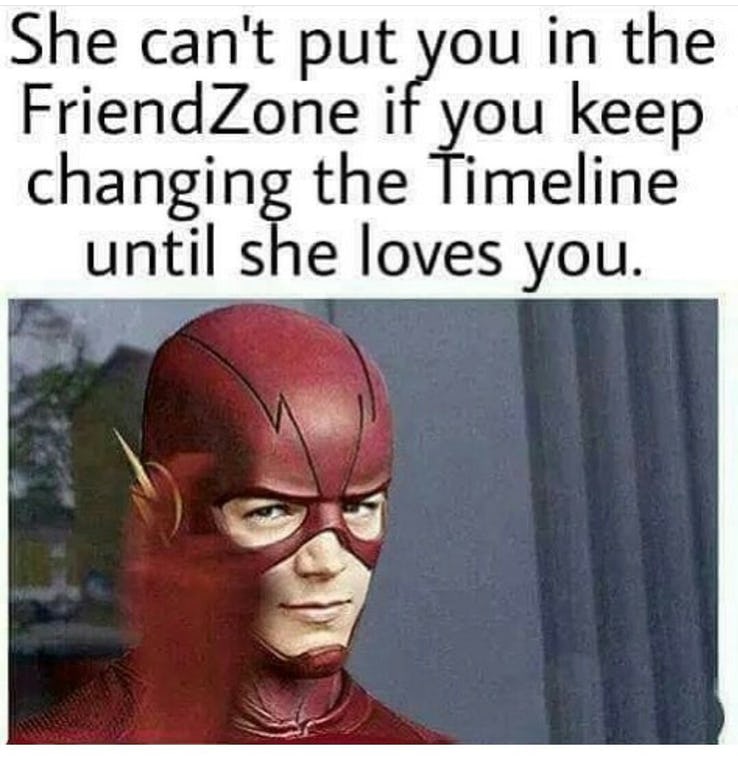 She can't put you in the
FriendZone if you keep
changing the Timeline
until she loves you.